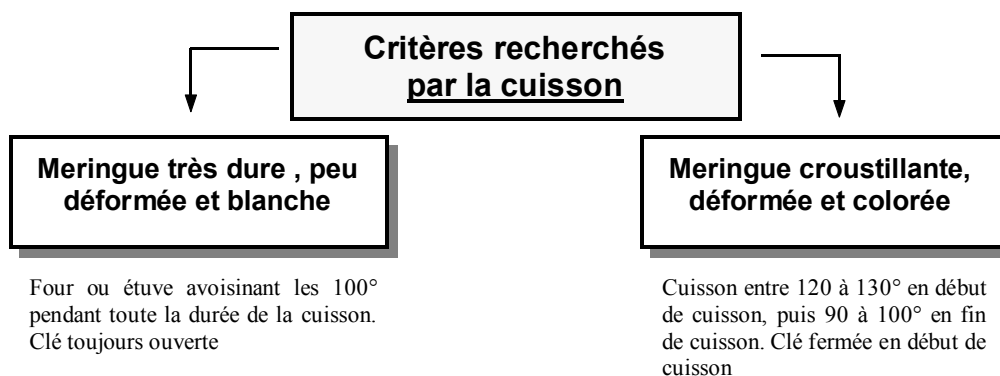 Critères recherchés
par la cuisson
Meringue très dure , peu
déformée et blanche
Meringue croustillante,
déformée et colorée
Four ou étuve avoisinant les 100°
pendant toute la durée de la cuisson.
Clé toujours ouverte
Cuisson entre 120 à 130° en début
de cuisson, puis 90 à 100° en fin
de cuisson. Clé fermée en début de
cuisson